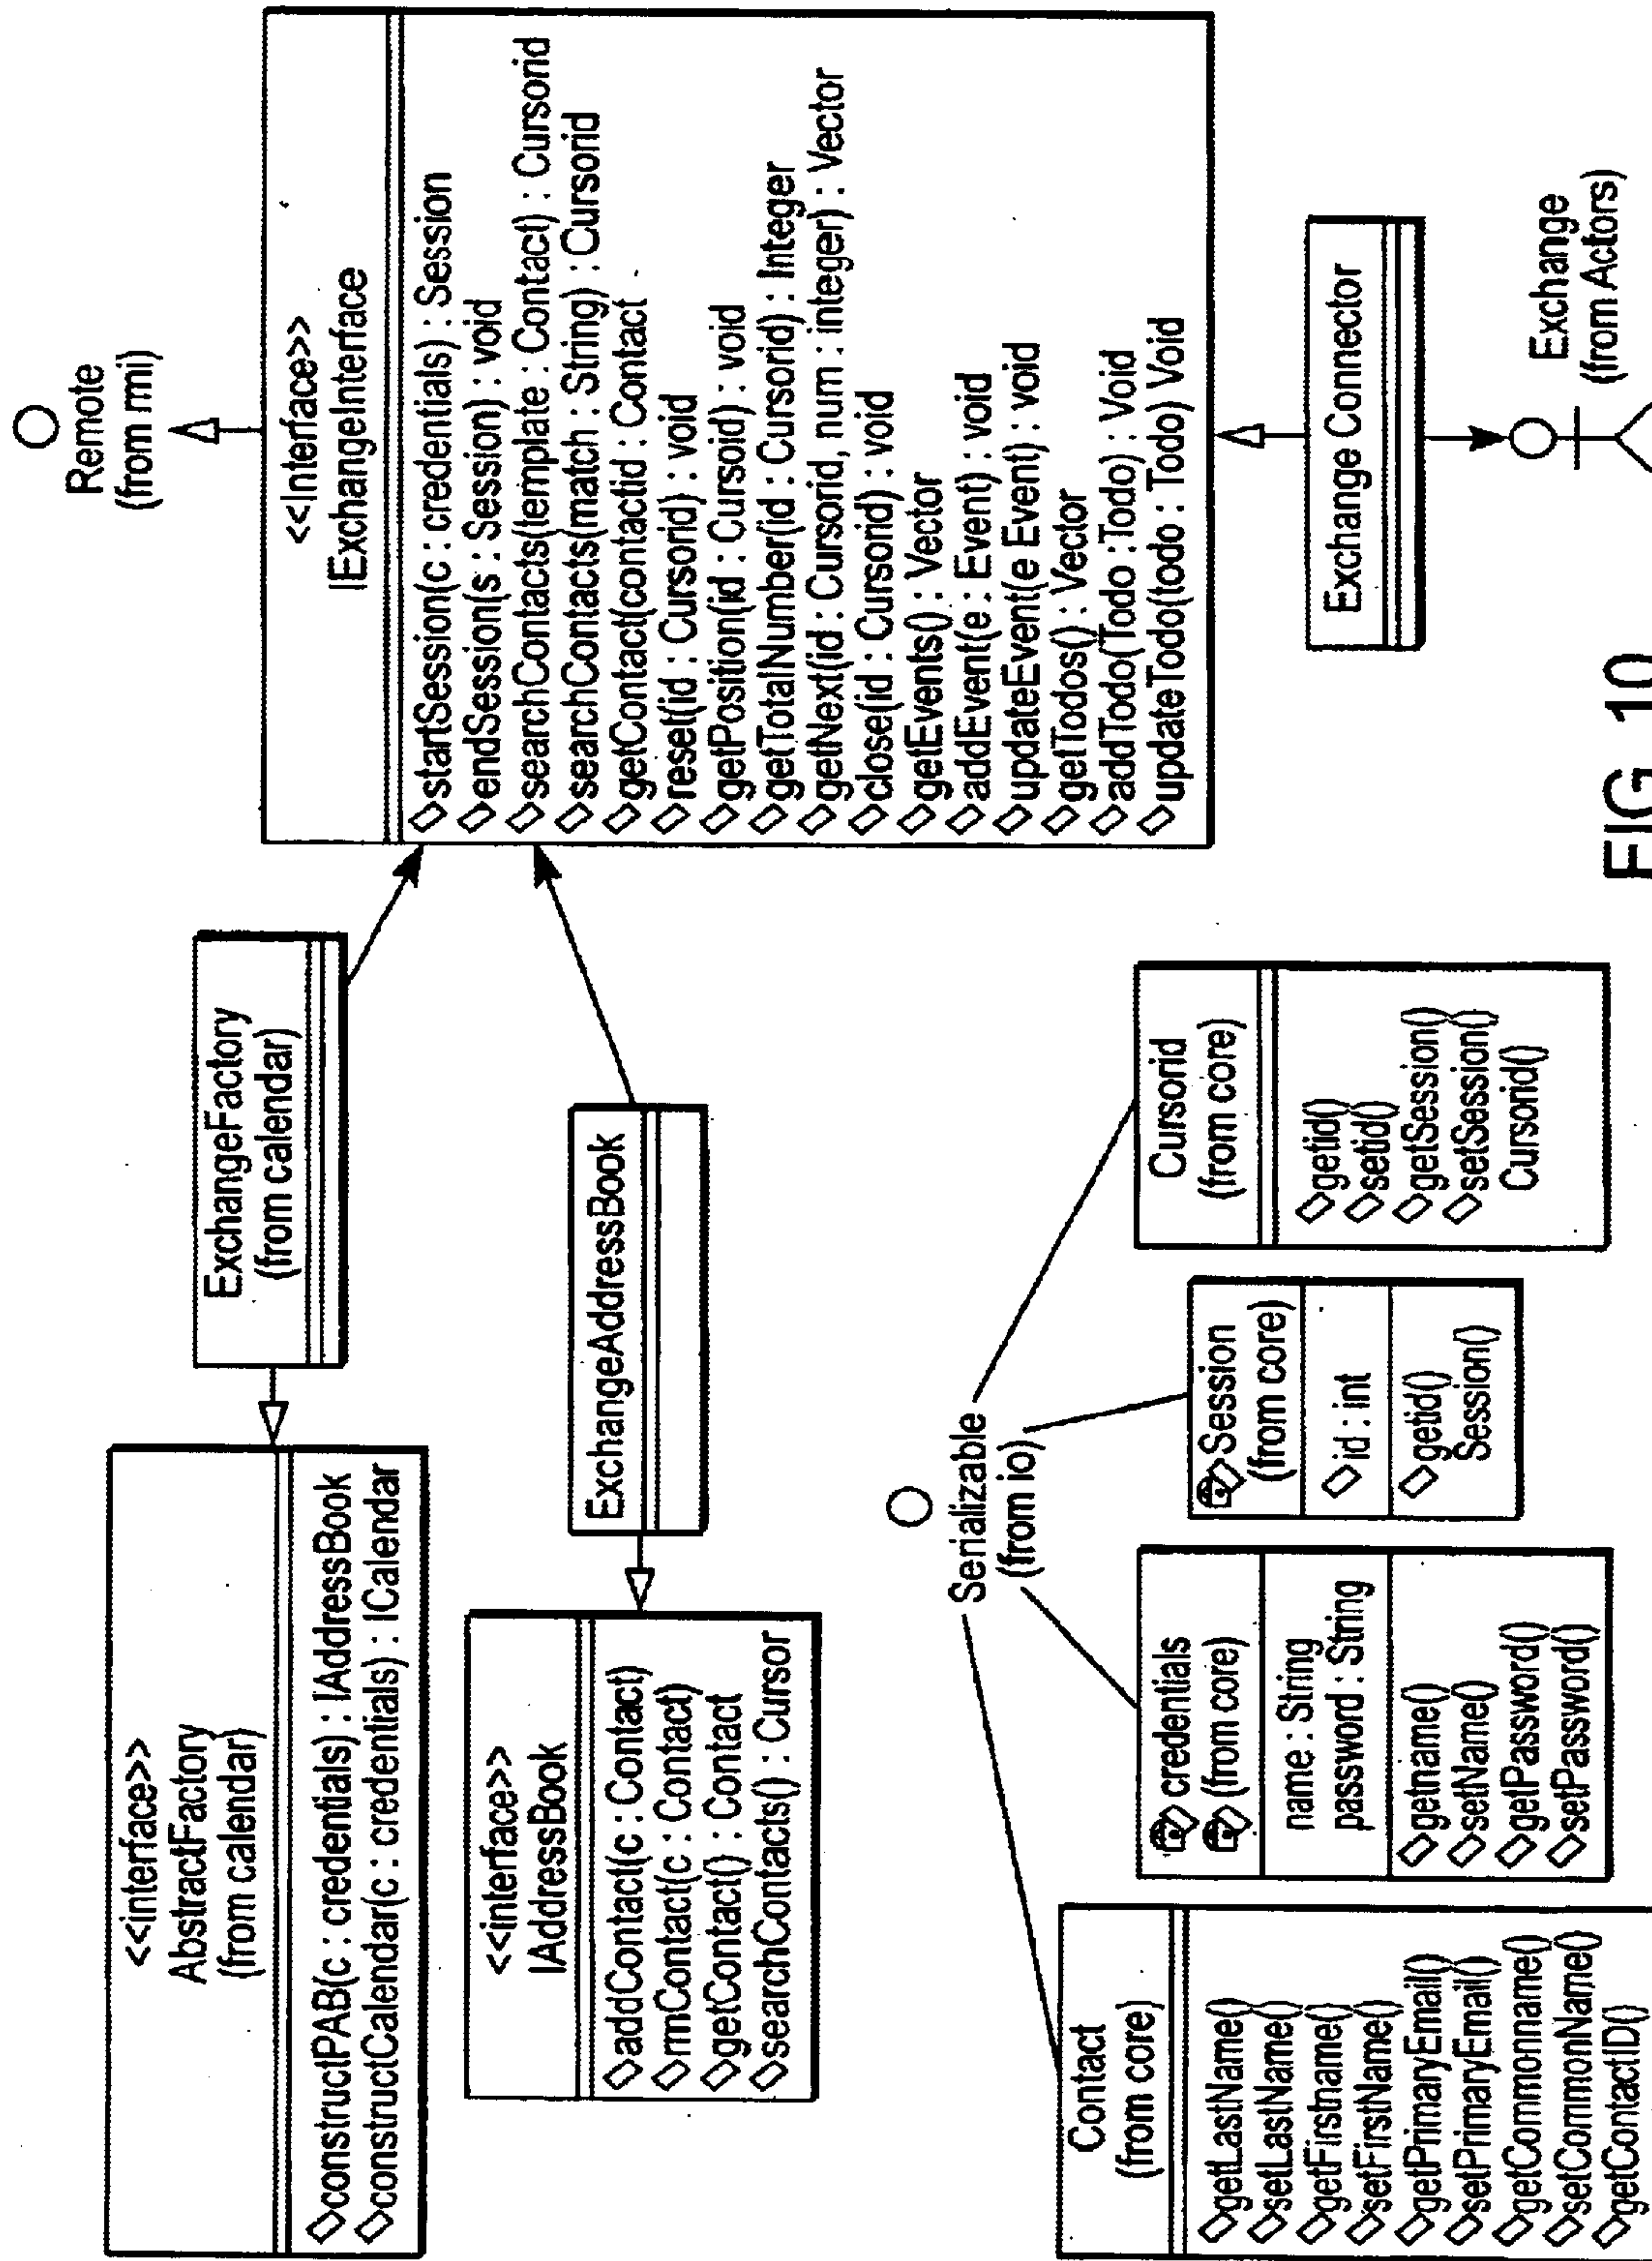 <<interface>>
AbstractFactory
(from calendar)
constructPAB(c : credentials) : IAddressBook
constructCalendar(c : credentials) : ICalendar
ExchangeFactory
(from calendar)
Remote
(from rmi)
<<Interface>>
IExchangeInterface
startSession(c : credentials) : Session
endSession(s : Session) : void
searchContacts(template : Contact) : Cursorid
searchContacts(match : String) : Cursorid
getContact(contactid : Contact
reset(id : Cursorid) : void
getPosition(id : Cursoid) : void
getTotalNumber(id : Cursorid) : Integer
getNext(id : Cursorid, num : integer) : Vector
close(id : Cursorid) : void
getEvents() : Vector
addEvent(e : Event) : void
updateEvent(e Event) : void
getTodos() : Vector
addTodo(Todo :Todo) : Void
updateTodo(todo : Todo) Void
<<interface>>
IAddressBook
addContact(c : Contact)
rmContact(c : Contact)
getContact() : Contact
searchContacts() : Cursor
ExchangeAddressBook
Serializable
(from io)
Contact
(from core)
getLastName()
setLastName()
getFirstname()
setFirstName()
getPrimaryEmail()
setPrimaryEmail()
getCommonname()
setCommonName()
getContactID()
credentials
(from core)
name : String
password : String
getname()
setName()
getPassword()
setPassword()
Session
(from core)
id : int
getid()
Session()
Cursorid
(from core)
getid()
setid()
getSession()
setSession()
Cursorid()
Exchange Connector
Exchange
(from Actors)
FIG. 10